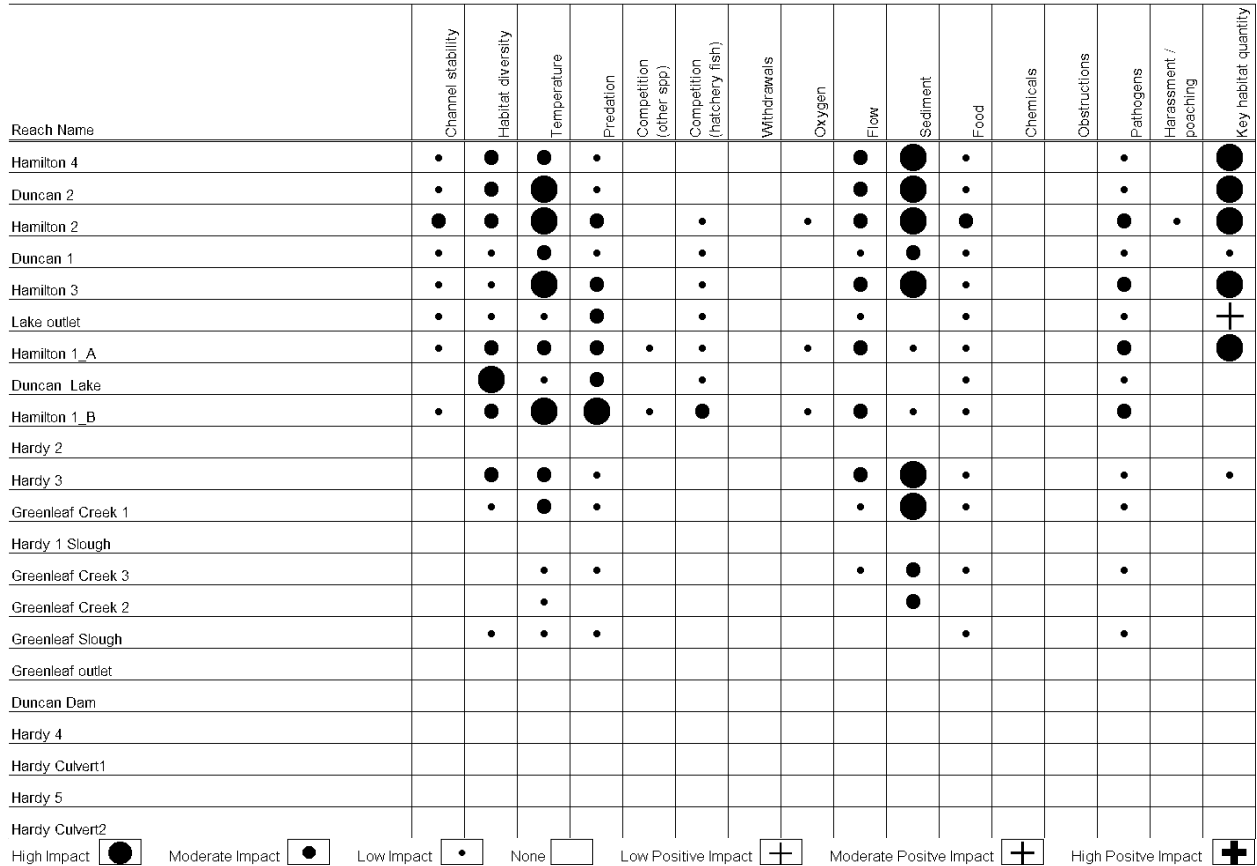 Reach Name
Channel stability
Habitat diversity
Temperature
Predation
Competition
(other spp)
Competition
(hatchery fish)
Withdrawals
Oxygen
Flow
Sediment
Food
Chemicals
Obstructions
Pathogens
Harassment /
poaching
Key habitat quantity
Hamilton 4
Duncan 2
Hamilton 2
Duncan 1
Hamilton 3
Lake outlet
Hamilton 1_A
Duncan Lake
Hamilton 1_B
Hardy 2
Hardy 3
Greenleaf Creek 1
Hardy 1 Slough
Greenleaf Creek 3
Greenleaf Creek 2
Greenleaf Slough
Greenleaf outlet
Duncan Dam
Hardy 4
Hardy Culvert1
Hardy 5
Hardy Culvert2
High Impact Moderate Impact Low Impact None Low Positive Impact Moderate Positve Impact High Positve Impact